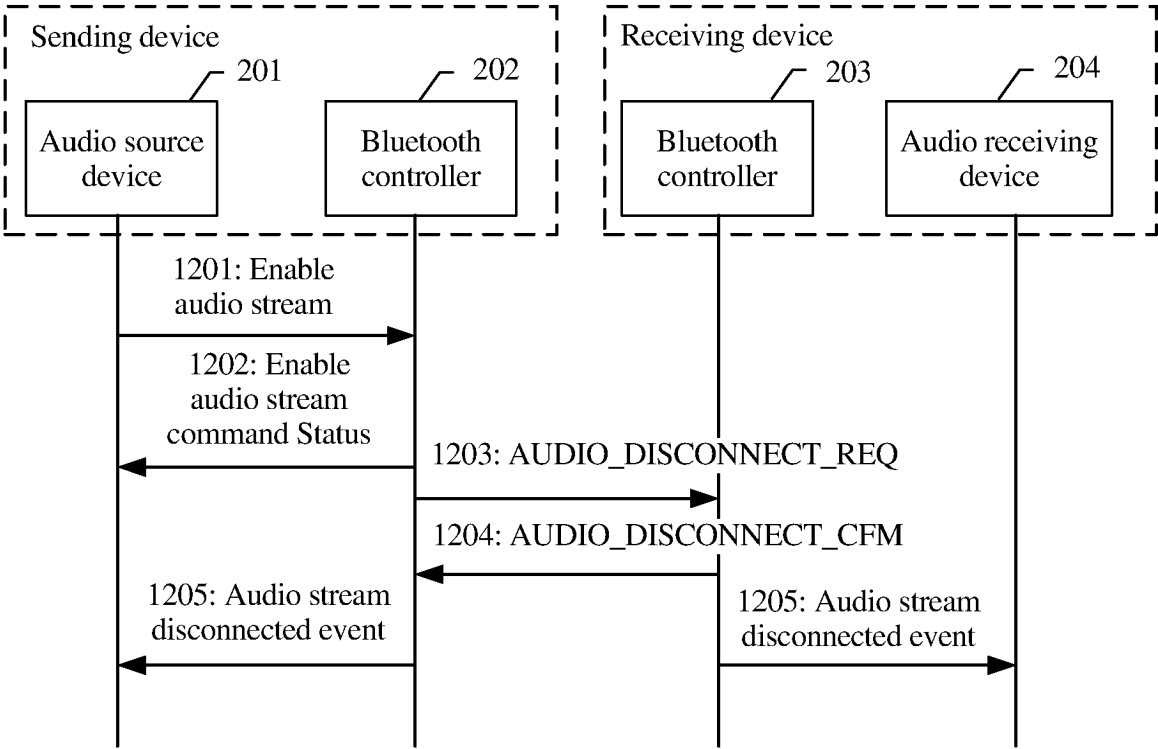 Sending device
Receiving device
201
202
203
204
Audio source
device
Bluetooth
controller
Bluetooth
controller
Audio receiving
device
1201: Enable
audio stream
1202: Enable
audio stream
command Status
1203: AUDIO_DISCONNECT_REQ
1204: AUDIO_DISCONNECT_CFM
1205: Audio stream
disconnected event
1205: Audio stream
disconnected event